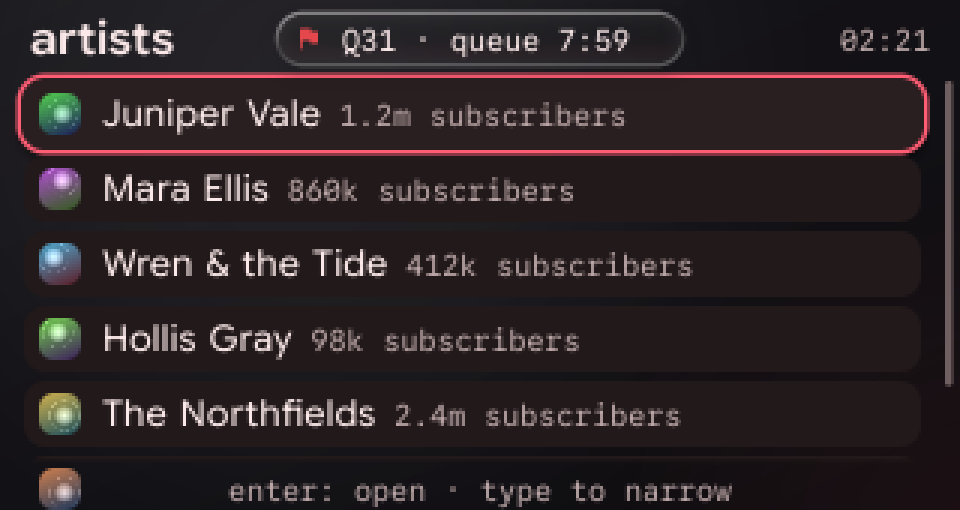 artists
Q31 · queue 7:59
02:21
Juniper Vale 1.2m subscribers
Mara Ellis 860k subscribers
Wren & the Tide 412k subscribers
Hollis Gray 98k subscribers
The Northfields 2.4m subscribers
enter: open · type to narrow